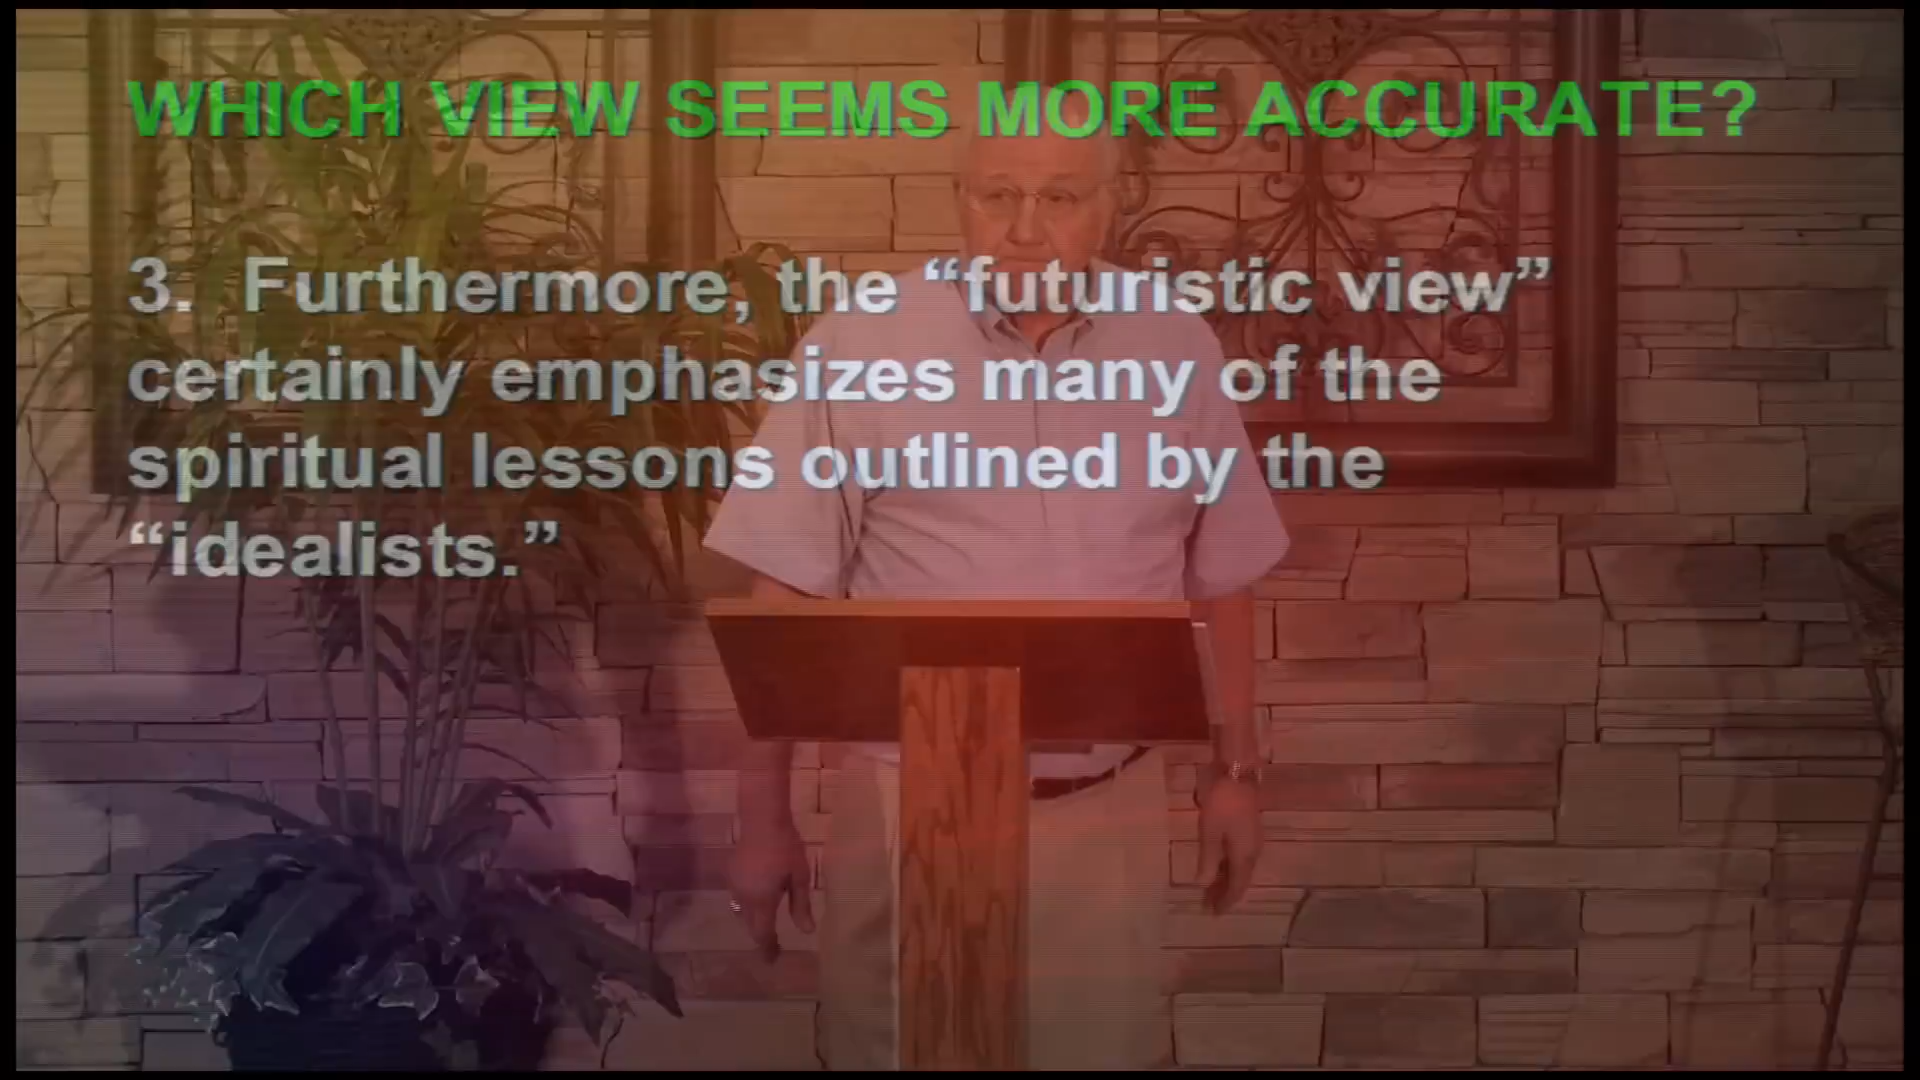 WHICH VIEW SEEMS MORE ACCURATE?
3. Furthermore, the “futuristic view”
certainly emphasizes many of the
spiritual lessons outlined by the
“idealists.”